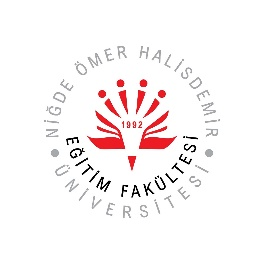 NİĞDE ÖMER HALİSDEMİR
ÜNİVERSİTESİ
1992
EĞİTİM FAKÜLTESİ